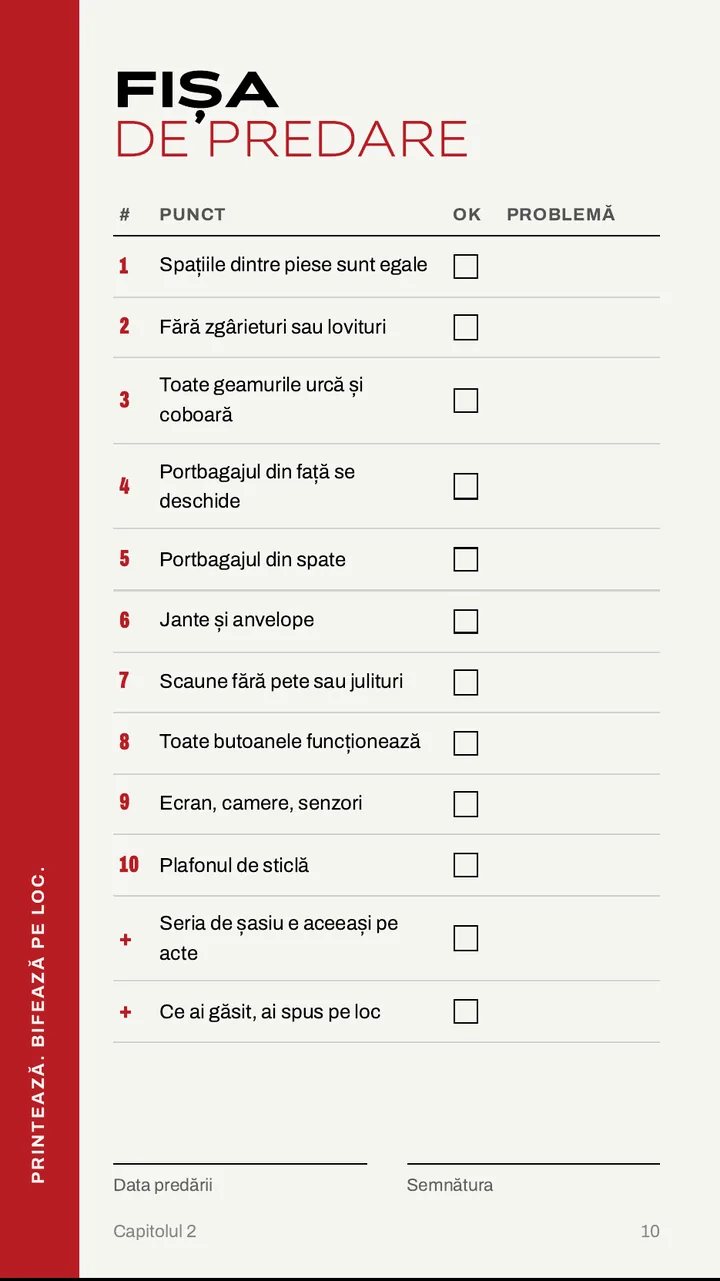 FIȘA
DE PREDARE
# PUNCT OK PROBLEMĂ
1 Spațiile dintre piese sunt egale
2 Fără zgârieturi sau lovituri
3 Toate geamurile urcă și
coboară
4 Portbagajul din față se
deschide
5 Portbagajul din spate
6 Jante și anvelope
7 Scaune fără pete sau julituri
8 Toate butoanele funcționează
9 Ecran, camere, senzori
10 Plafonul de sticlă
+ Seria de șasiu e aceeași pe
acte
+ Ce ai găsit, ai spus pe loc
Data predării Semnătura
Capitolul 2 10
PRINTEAZĂ. BIFEAZĂ PE LOC.